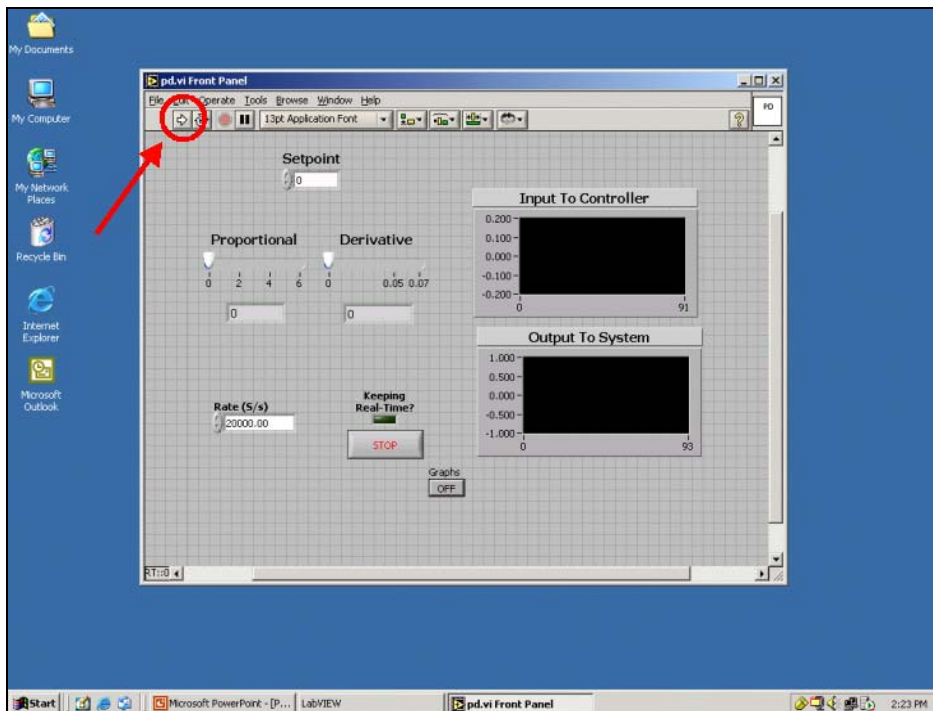 My Documents
My Computer
My Network
Places
Recycle Bin
Internet
Explorer
Microsoft
Outlook
pd.vi Front Panel
File Edit Operate Tools Browse Window Help
13pt Application Font
?
PD
Setpoint
0
Proportional
0 2 4 6
0
Derivative
0 0.05 0.07
0
Rate (S/s)
20000.00
Keeping
Real-Time?
STOP
Graphs
OFF
Input To Controller
0.200
0.100
0.000
-0.100
-0.200
0 91
Output To System
1.000
0.500
0.000
-0.500
-1.000
0 93
RT::0
Start
Microsoft PowerPoint - [P...
LabVIEW
pd.vi Front Panel
2:23 PM